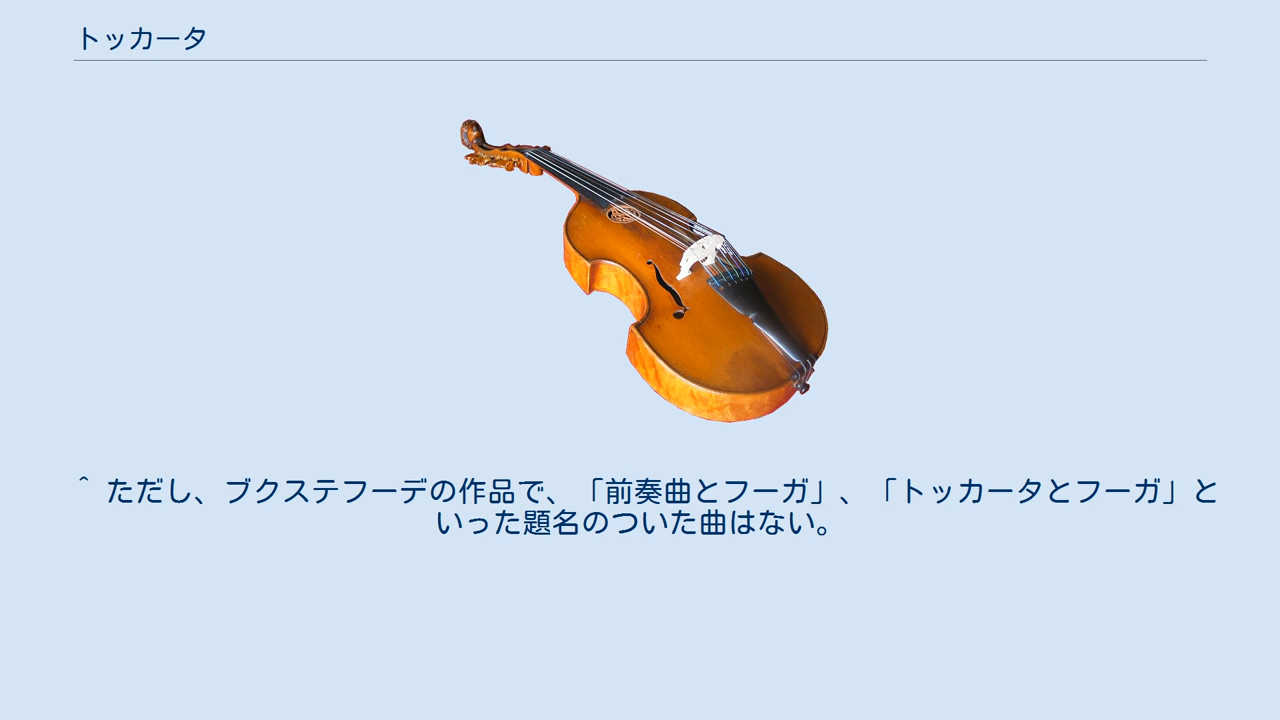 トッカータ
^ ただし、ブクステフーデの作品で、「前奏曲とフーガ」、「トッカータとフーガ」と
いった題名のついた曲はない。